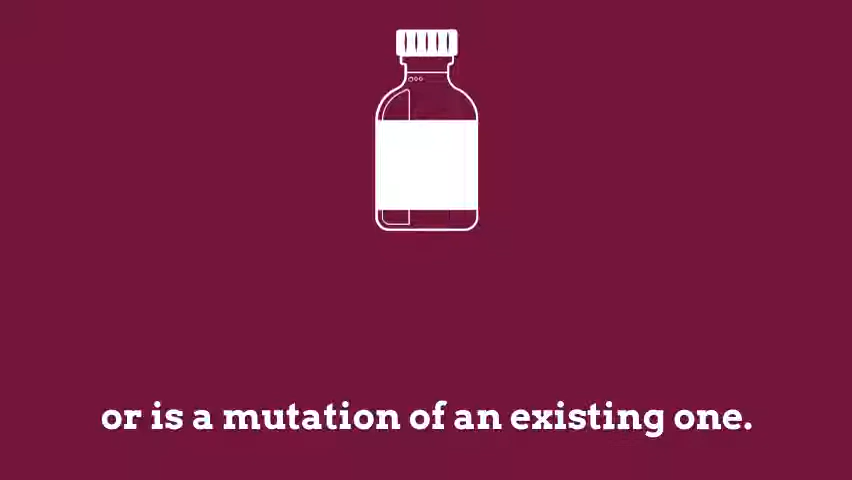 or is a mutation of an existing one.